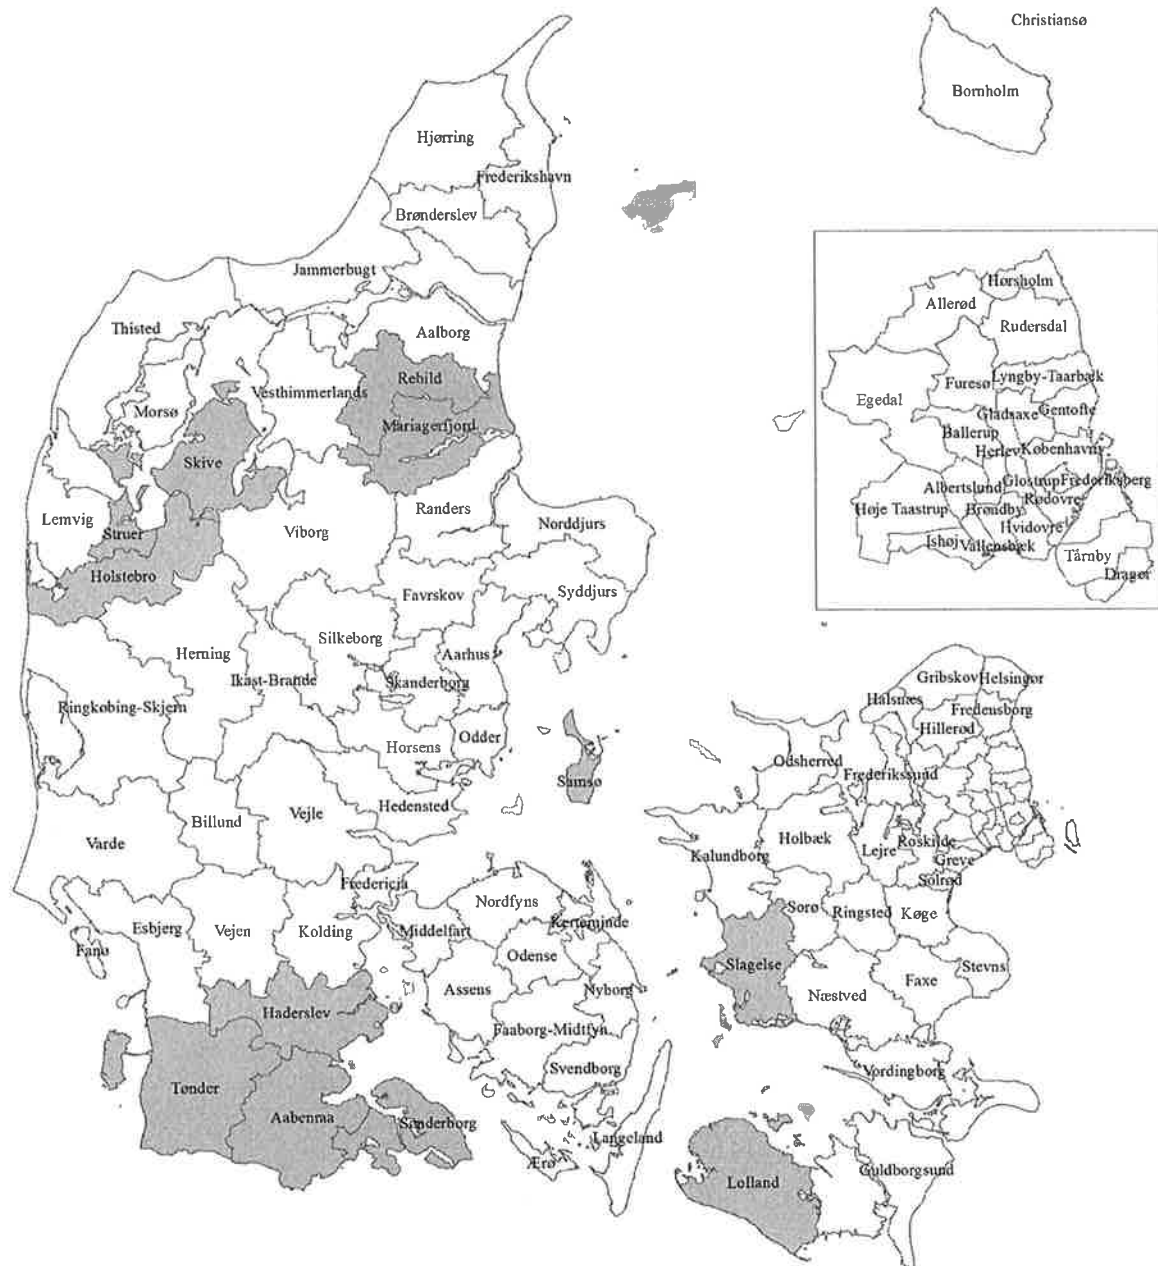 Christiansø
Bornholm
Hjørring
Frederikshavn
Brønderslev
Jammerbugt
Thisted
Aalborg
Rebild
Vesthimmerlands
Morsø
Mariagerfjord
Skive
Lemvig
Struer
Viborg
Randers
Norddjurs
Holstebro
Favrskov
Syddjurs
Silkeborg
Herning
Aarhus
Ikast-Brande
Skanderborg
Ringkøbing-Skjern
Horsens
Odder
Samsø
Hedensted
Billund
Vejle
Varde
Fredericia
Nordfyns
Esbjerg
Vejen
Kolding
Middelfart
Kerteminde
Fanø
Odense
Assens
Nyborg
Haderslev
Faaborg-Midtfyn
Svendborg
Tønder
Aabenraa
Sønderborg
Langeland
Ærø
Hørsholm
Allerød
Rudersdal
Furesø
Lyngby-Taarbæk
Egedal
Gladsaxe
Gentofte
Ballerup
Herlev
København
Albertslund
Glostrup
Frederiksberg
Rødovre
Høje Taastrup
Brøndby
Hvidovre
Ishøj
Vallensbæk
Tårnby
Dragør
Gribskov
Helsingør
Halsnæs
Fredensborg
Hillerød
Odsherred
Frederikssund
Holbæk
Kalundborg
Lejre
Roskilde
Greve
Solrød
Sorø
Ringsted
Køge
Slagelse
Stevns
Faxe
Næstved
Vordingborg
Guldborgsund
Lolland